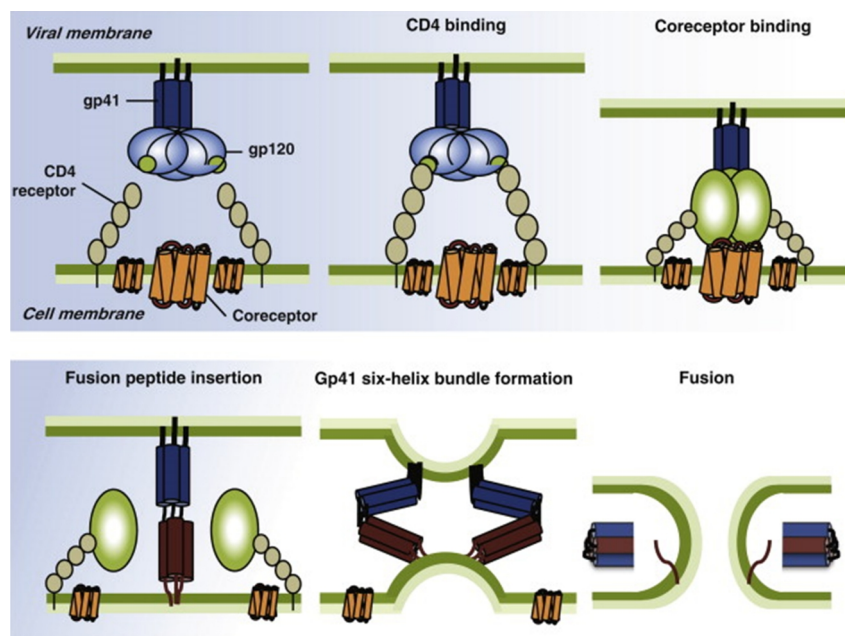 Viral membrane
CD4 binding
Coreceptor binding
gp41
gp120
CD4
receptor
Cell membrane
Coreceptor
Fusion peptide insertion
Gp41 six-helix bundle formation
Fusion